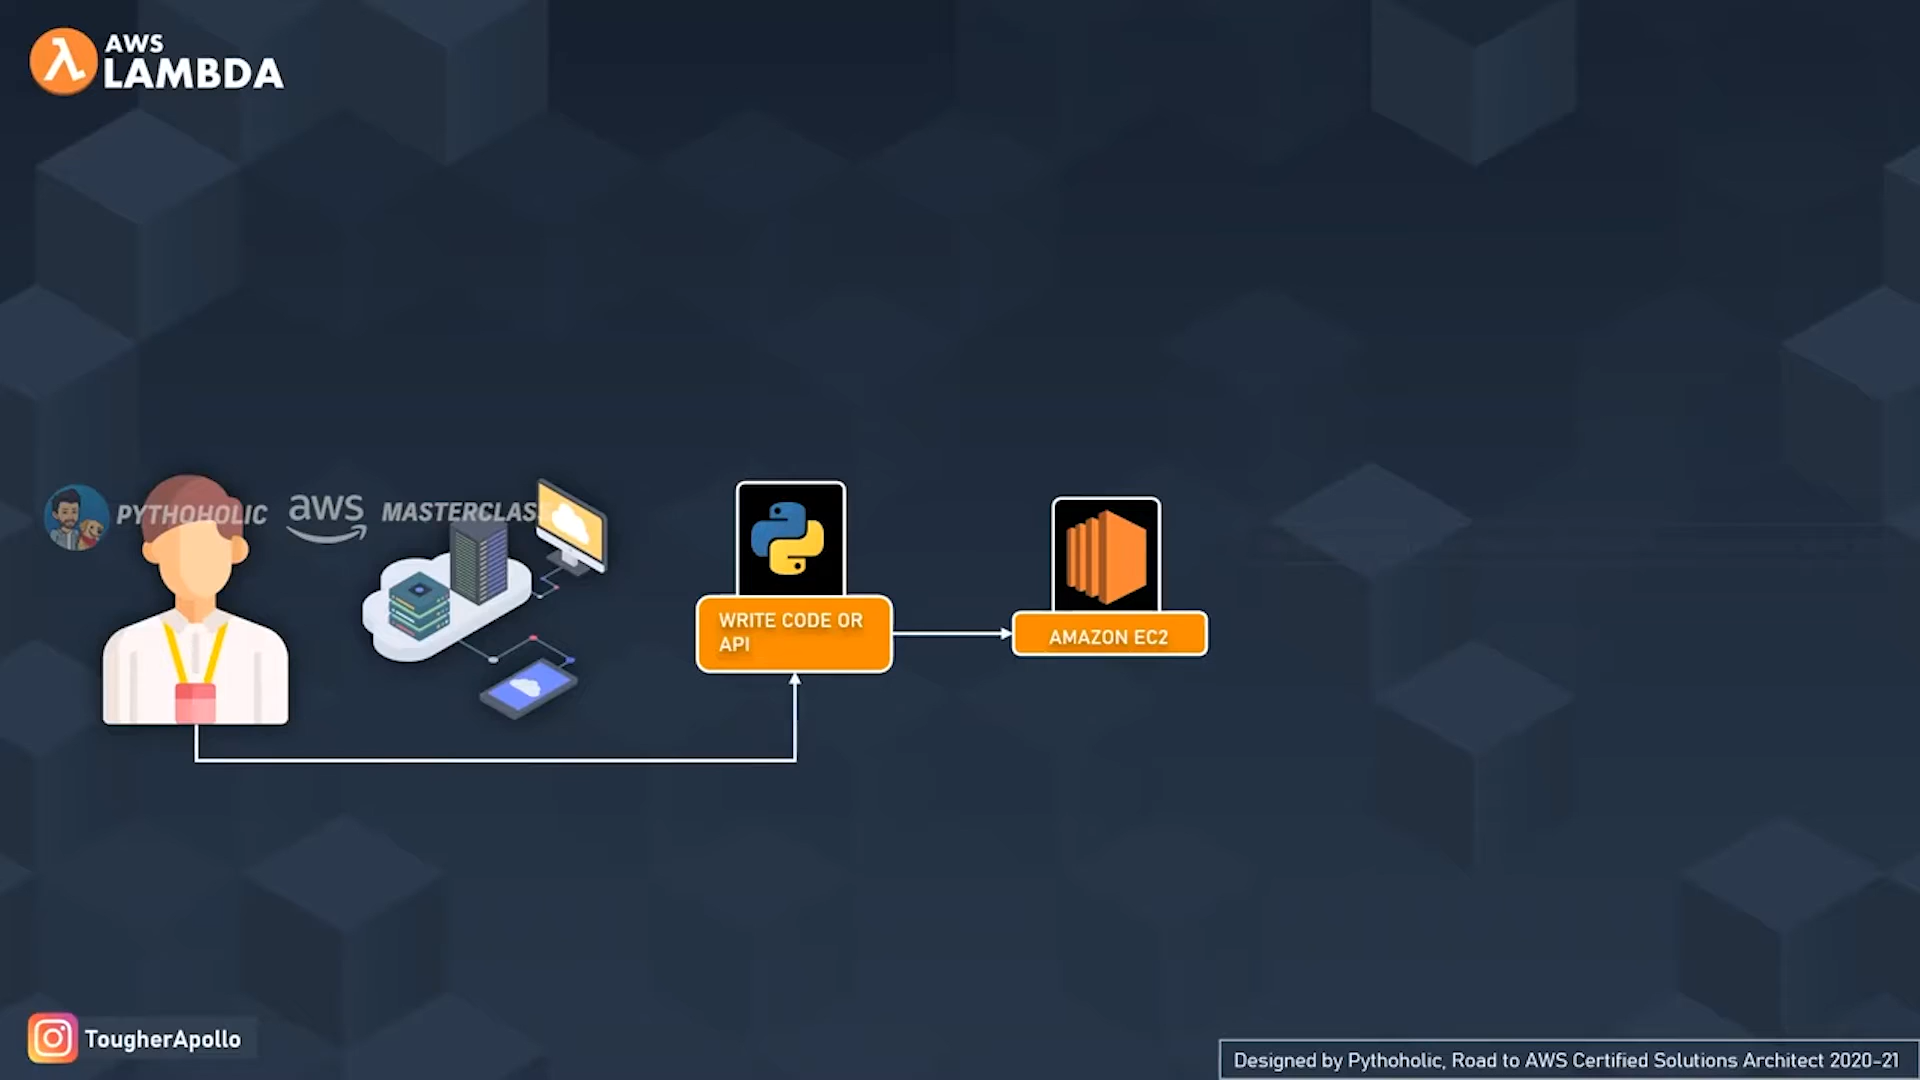 AWS
LAMBDA
PYTHOHOLIC aws MASTERCLAS
WRITE CODE OR
API
AMAZON EC2
TougherApollo
Designed by Pythoholic, Road to AWS Certified Solutions Architect 2020-21